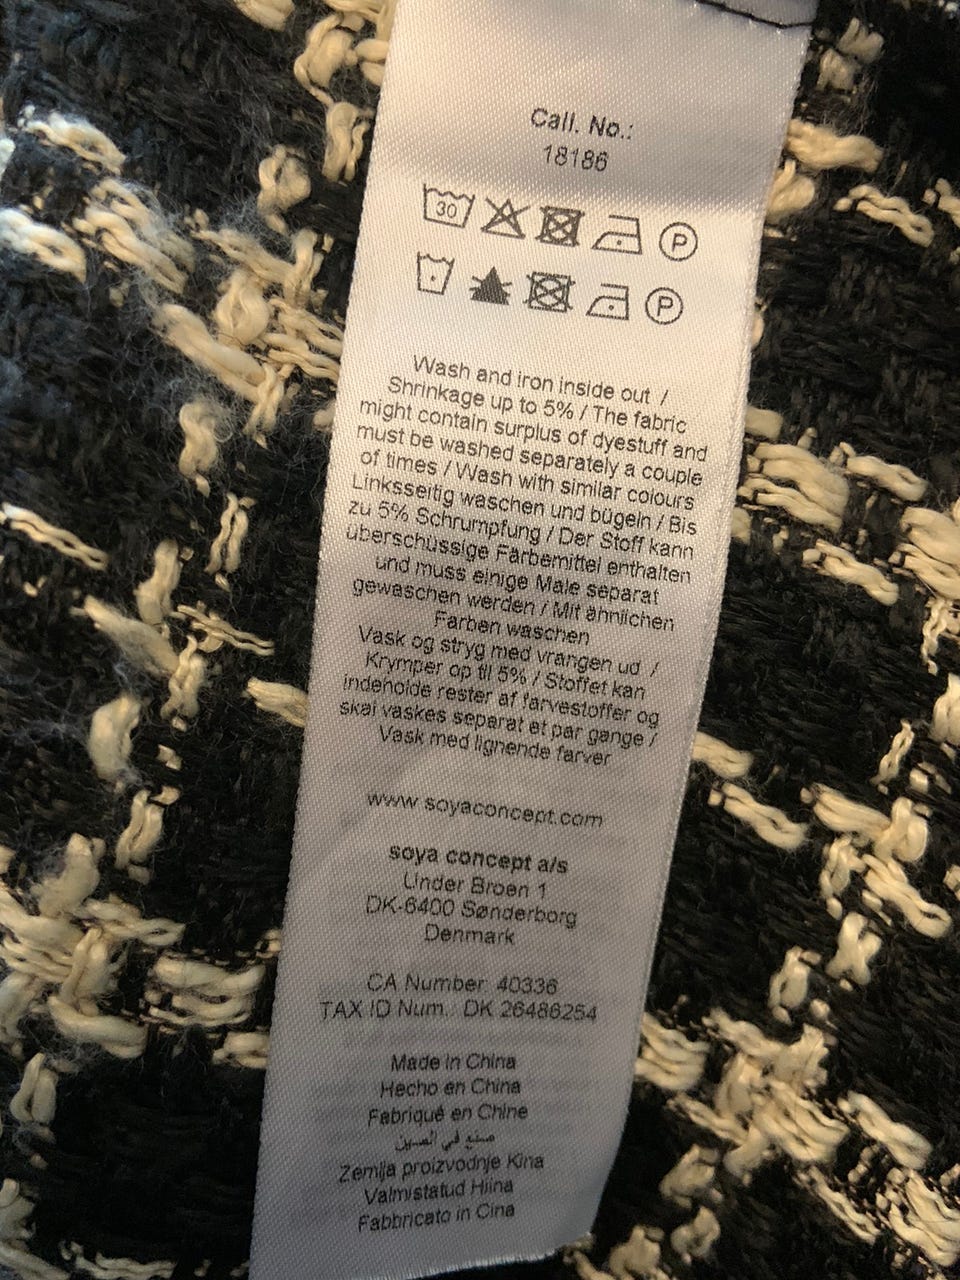 Call. No.:
18186
30 P
P
Wash and iron inside out /
Shrinkage up to 5% / The fabric
might contain surplus of dyestuff and
must be washed separately a couple
of times / Wash with similar colours
Linksseitig waschen und bügeln / Bis
zu 5% Schrumpfung / Der Stoff kann
überschüssige Färbemittel enthalten
und muss einige Male separat
gewaschen werden / Mit ähnlichen
Farben waschen
Vask og stryg med vrangen ud /
Krymper op til 5% / Stoffet kan
indeholde rester af farvestoffer og
skal vaskes separat et par gange /
Vask med lignende farver
www soyaconcept.com
soya concept a/s
Under Broen 1
DK-6400 Sønderborg
Denmark
CA Number: 40336
TAX ID Num.: DK 26486254
Made in China
Hecho en China
Fabriqué en Chine
صنع في الصين
Zemlja proizvodnje Kina
Valmistatud Hiina
Fabbricato in Cina